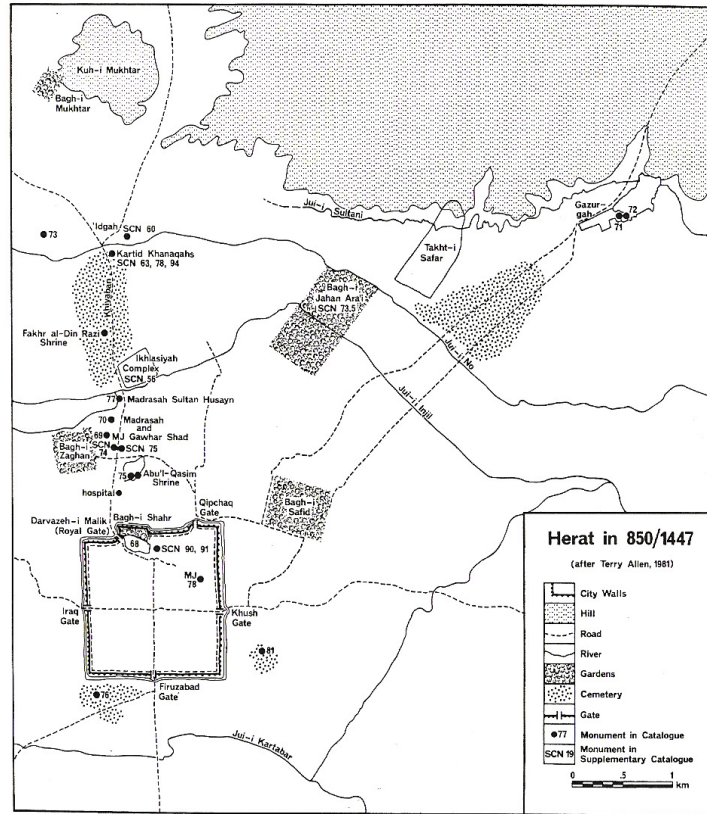 Kuh-i Mukhtar
Bagh-i
Mukhtar
Jui-i Sultani
Gazur-
gah
72
71
73
Idgah
SCN 60
Takht-i
Safar
Kartid Khanaqahs
SCN 63, 78, 94
Khiyaban
Bagh-i
Jahan Ara'i
SCN 73.5
Fakhr al-Din Razi
Shrine
Ikhlasiyah
Complex
SCN 56
Jui-i No
Jui-i Injil
77
Madrasah Sultan Husayn
70
Madrasah
and
69
MJ Gawhar Shad
SCN
74
SCN 75
Bagh-i
Zaghan
75
Abu'l-Qasim
Shrine
hospital
Bagh-i
Safid
Qipchaq
Gate
Bagh-i Shahr
Darvazeh-i Malik
(Royal Gate)
68
SCN 90, 91
MJ
78
Iraq
Gate
Khush
Gate
81
Firuzabad
Gate
76
Jui-i Kartabar
Herat in 850/1447
(after Terry Allen, 1981)
City Walls
Hill
Road
River
Gardens
Cemetery
Gate
77 Monument in Catalogue
SCN 19 Monument in
Supplementary Catalogue
0 .5 1
km